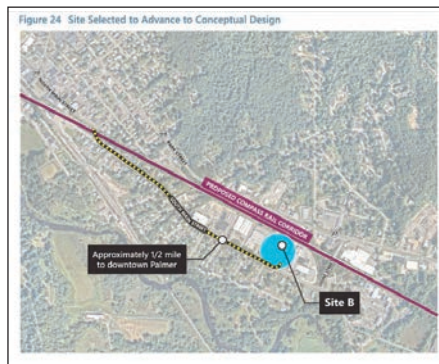 Figure 24 Site Selected to Advance to Conceptual Design
PROPOSED COMPASS RAIL CORRIDOR
Approximately 1/2 mile
to downtown Palmer
Site B